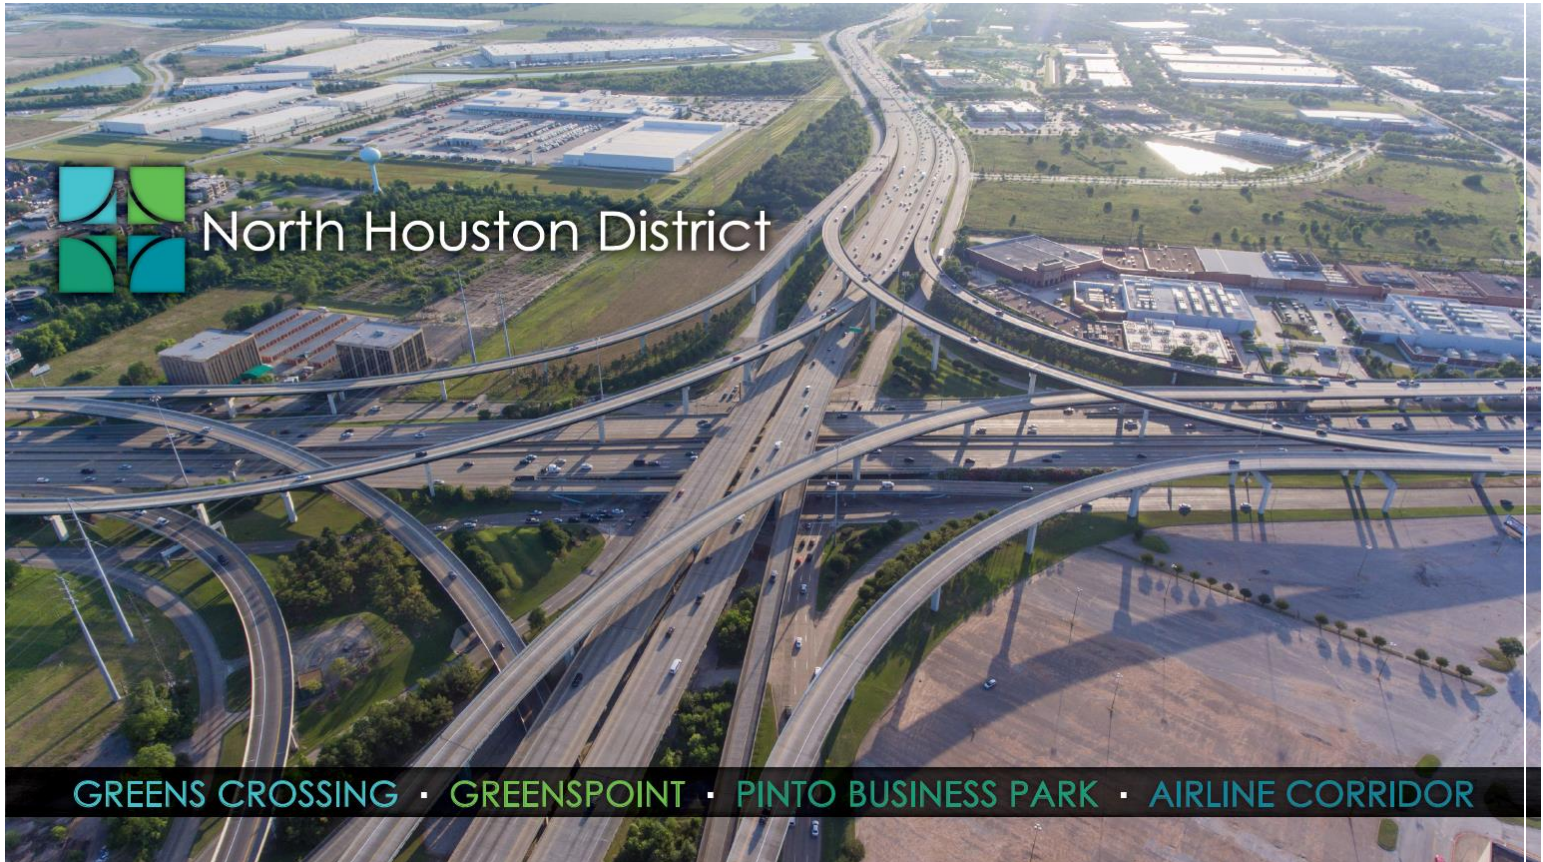 North Houston District
GREENS CROSSING · GREENSPOINT · PINTO BUSINESS PARK · AIRLINE CORRIDOR